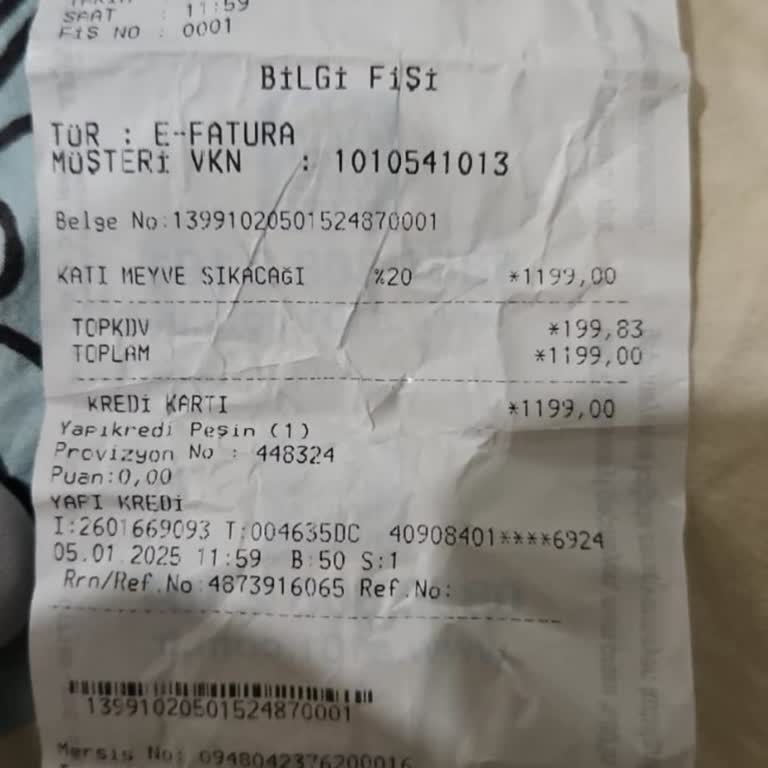 SAAT : 11:59
FİŞ NO : 0001
BİLGİ FİŞİ
TÜR : E-FATURA
MÜŞTERİ VKN : 1010541013
Belge No:13991020501524870001
KATI MEYVE SIKACAĞI %20 *1199,00
TOPKDV *199,83
TOPLAM *1199,00
KREDİ KARTI *1199,00
Yapıkredi Peşin (1)
Provizyon No : 448324
Puan:0,00
YAPI KREDİ
I:2601669093 T:004635DC 40908401****6924
05.01.2025 11:59 B:50 S:1
Rrn/Ref.No:4873916065 Ref.No:
13991020501524870001
Mersis No: 0948042376200016